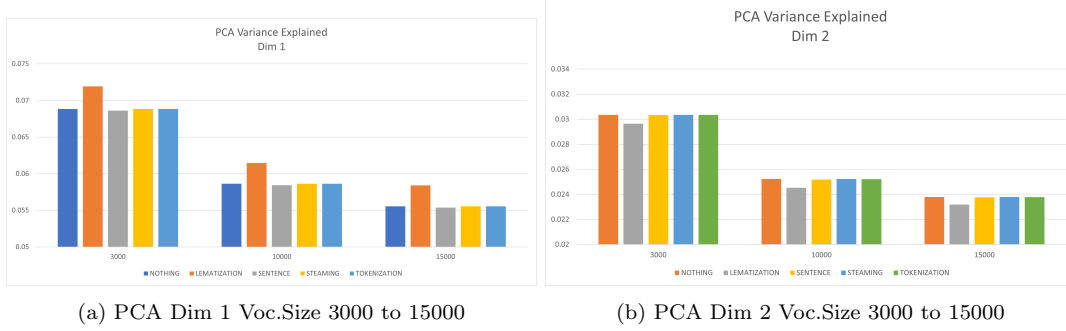 PCA Variance Explained
Dim 1
0.075
0.07
0.065
0.06
0.055
0.05
3000
10000
15000
NOTHING LEMATIZATION SENTENCE STEAMING TOKENIZATION
(a) PCA Dim 1 Voc.Size 3000 to 15000
PCA Variance Explained
Dim 2
0.034
0.032
0.03
0.028
0.026
0.024
0.022
0.02
3000
10000
15000
NOTHING LEMATIZATION SENTENCE STEAMING TOKENIZATION
(b) PCA Dim 2 Voc.Size 3000 to 15000